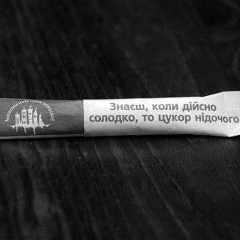 Знаєш, коли дійсно
солодко, то цукор нідочого